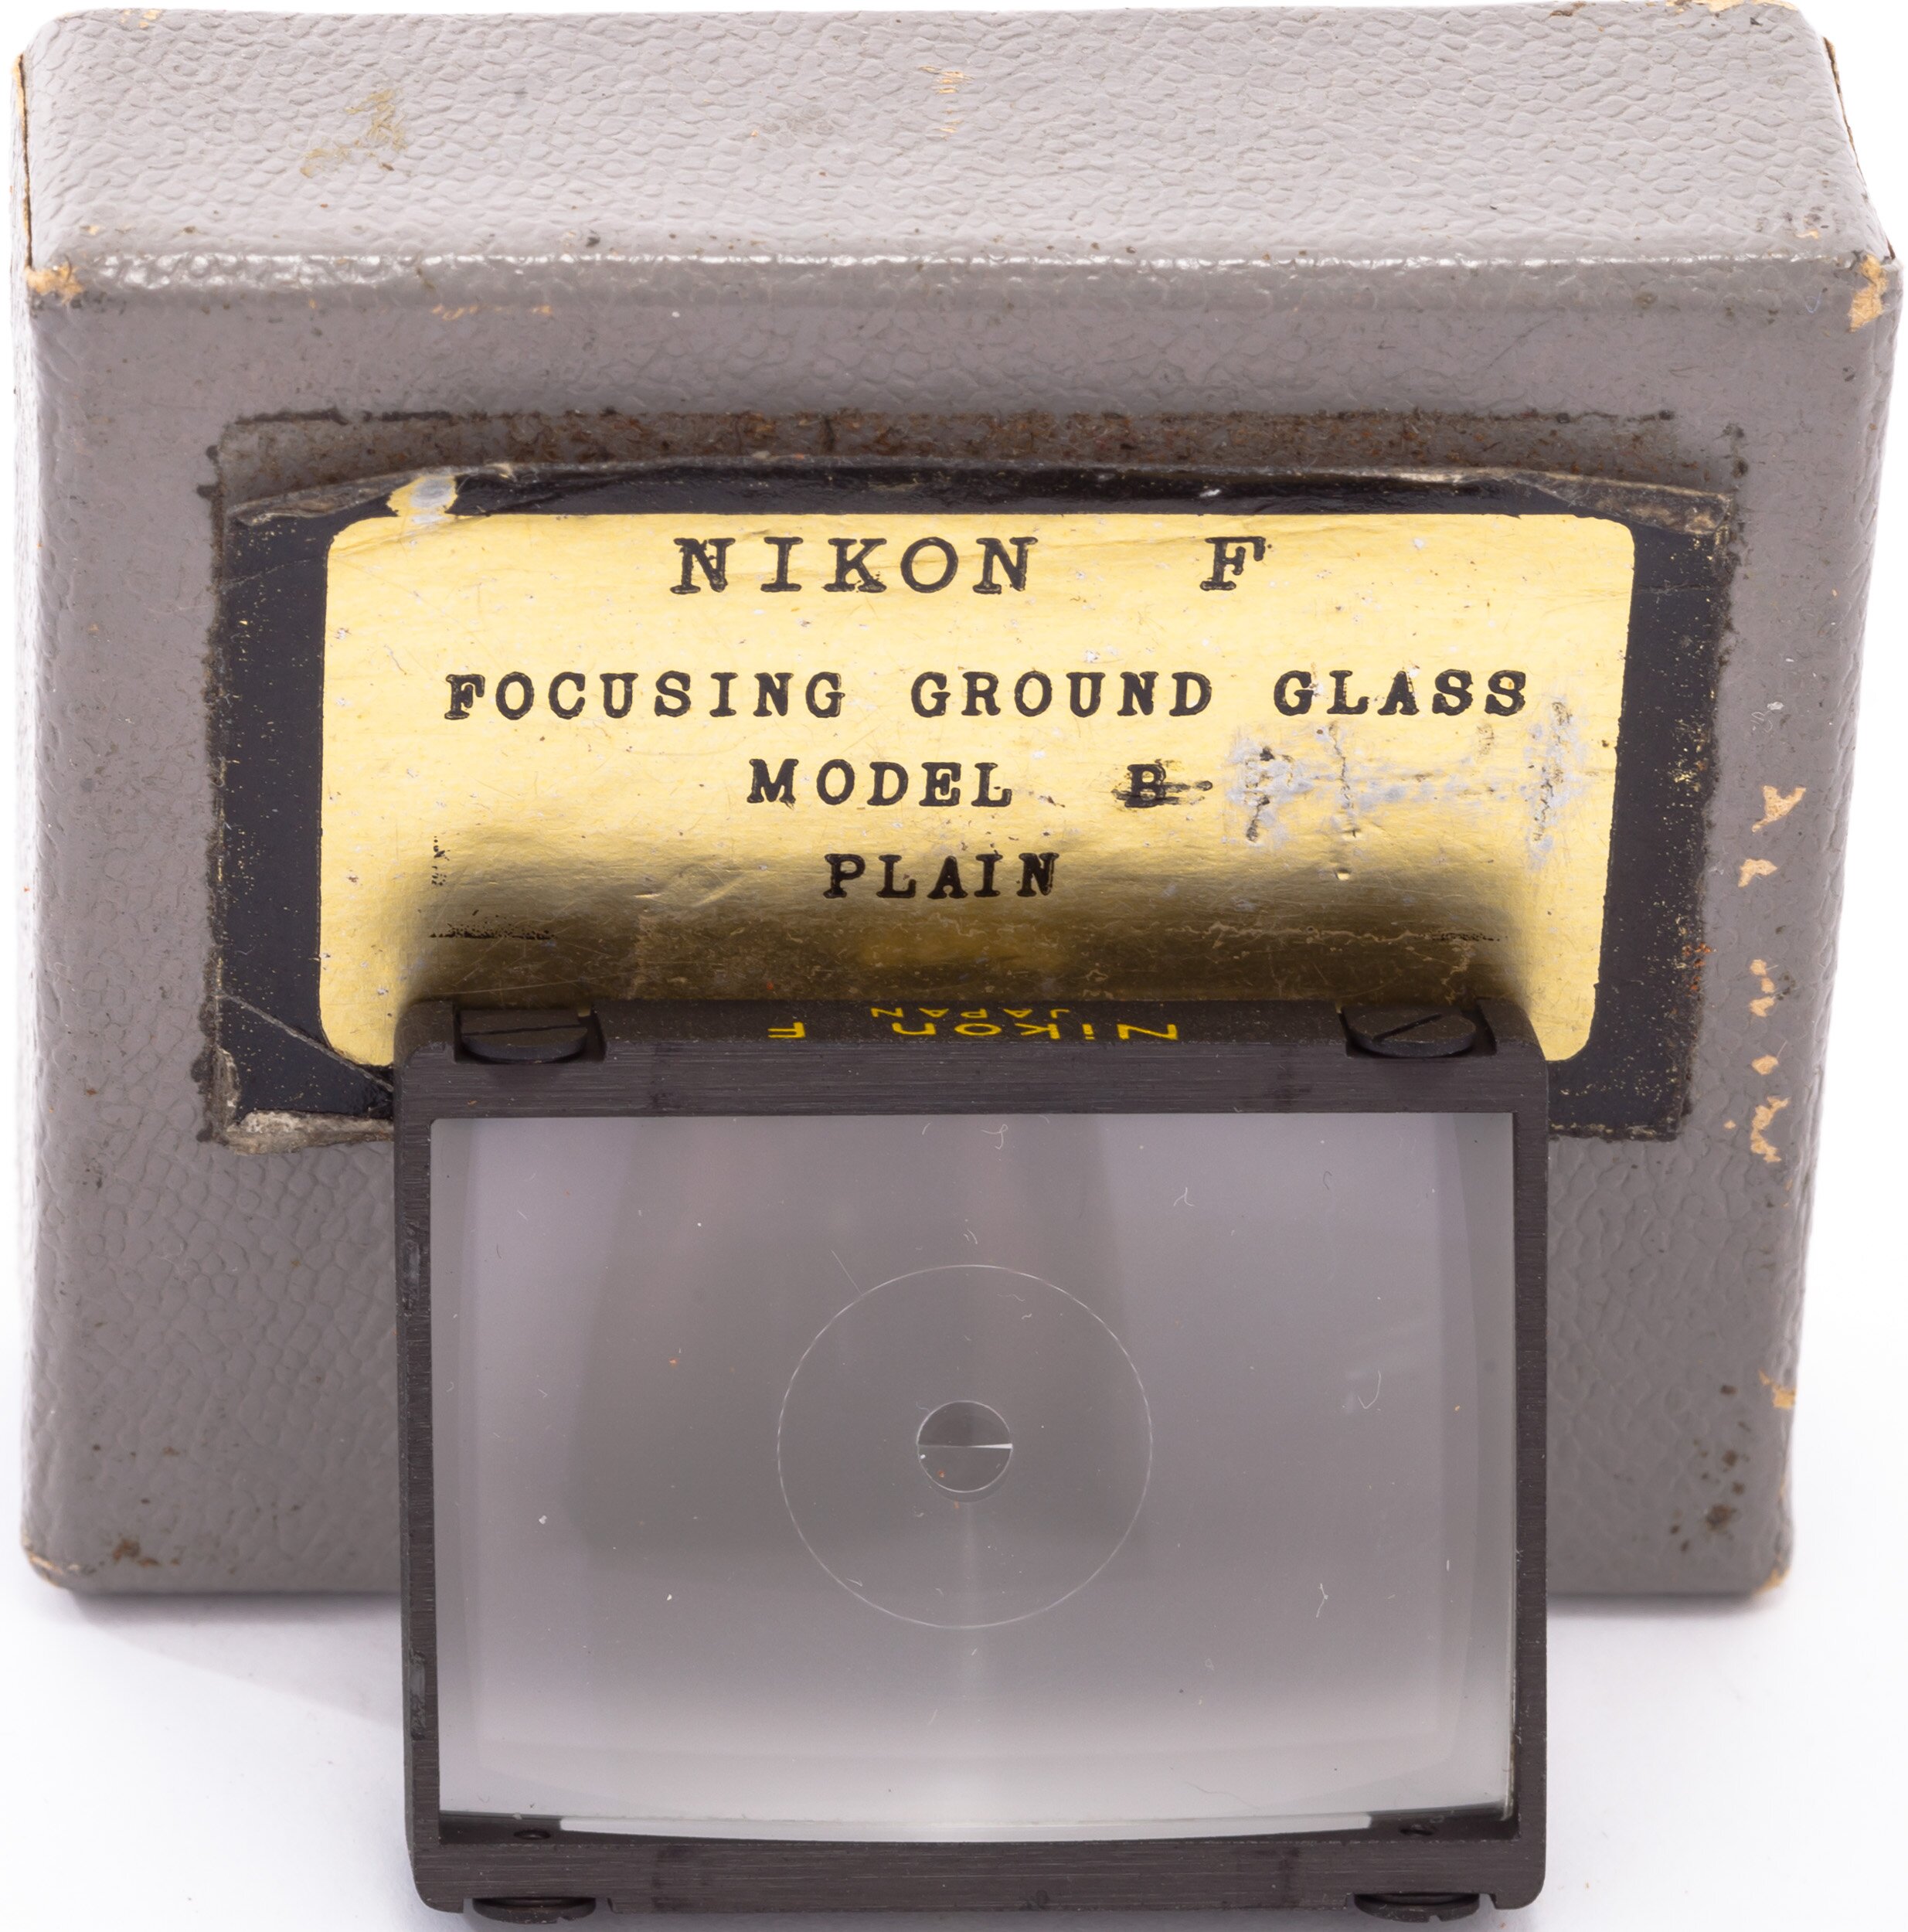 NIKON F
FOCUSING GROUND GLASS
MODEL B
PLAIN
Nikon F
JAPAN